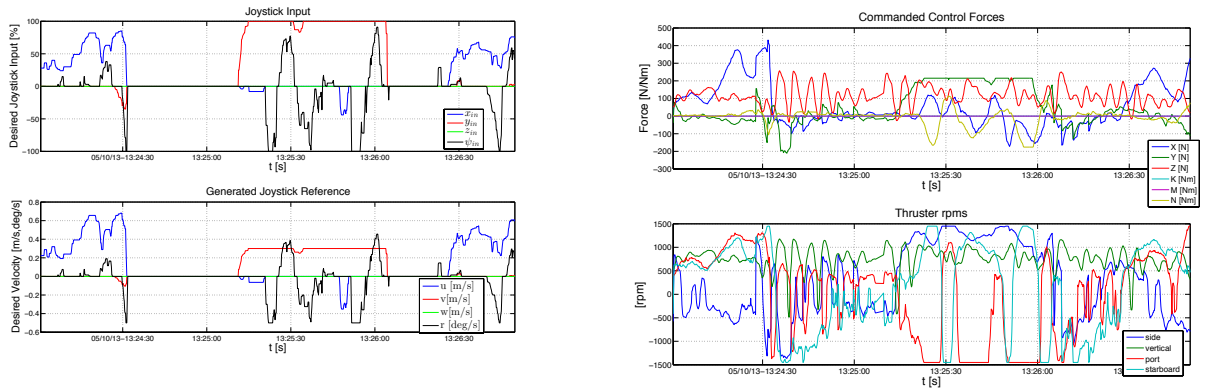 Joystick Input
Desired Joystick Input [%]
100
50
0
-50
-100
x_in
y_in
z_in
ψ_in
05/10/13-13:24:30 13:25:00 13:25:30 13:26:00 13:26:30
t [s]
Generated Joystick Reference
Desired Velocity [m/s,deg/s]
0.8
0.6
0.4
0.2
0
-0.2
-0.4
-0.6
u [m/s]
v[m/s]
w[m/s]
r [deg/s]
05/10/13-13:24:30 13:25:00 13:25:30 13:26:00 13:26:30
t [s]
Commanded Control Forces
Force [N/Nm]
500
400
300
200
100
0
-100
-200
-300
X [N]
Y [N]
Z [N]
K [Nm]
M [Nm]
N [Nm]
05/10/13-13:24:30 13:25:00 13:25:30 13:26:00 13:26:30
t [s]
Thruster rpms
[rpm]
1500
1000
500
0
-500
-1000
-1500
side
vertical
port
starboard
05/10/13-13:24:30 13:25:00 13:25:30 13:26:00 13:26:30
t [s]